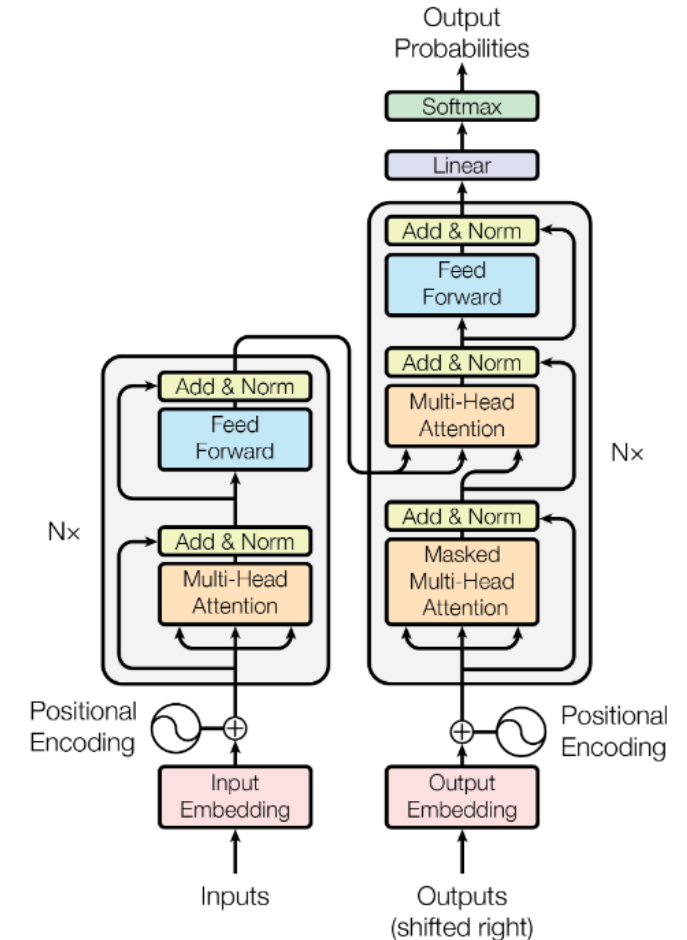 Output
Probabilities
Softmax
Linear
Add & Norm
Feed
Forward
Add & Norm
Multi-Head
Attention
Add & Norm
Masked
Multi-Head
Attention
N×
Add & Norm
Feed
Forward
Add & Norm
Multi-Head
Attention
N×
Positional
Encoding
Positional
Encoding
Input
Embedding
Output
Embedding
Inputs
Outputs
(shifted right)